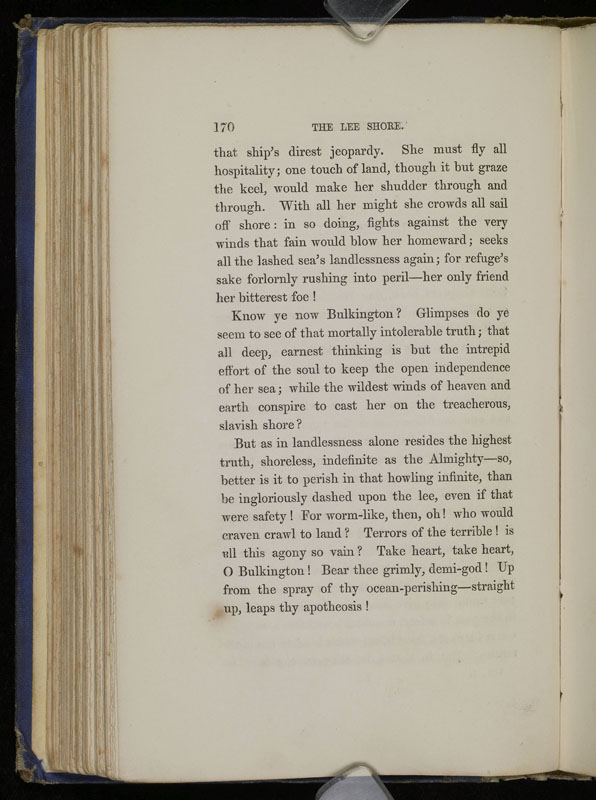 170 THE LEE SHORE.
that ship's direst jeopardy. She must fly all
hospitality; one touch of land, though it but graze
the keel, would make her shudder through and
through. With all her might she crowds all sail
off shore: in so doing, fights against the very
winds that fain would blow her homeward; seeks
all the lashed sea's landlessness again; for refuge's
sake forlornly rushing into peril—her only friend
her bitterest foe!
Know ye now Bulkington? Glimpses do ye
seem to see of that mortally intolerable truth; that
all deep, earnest thinking is but the intrepid
effort of the soul to keep the open independence
of her sea; while the wildest winds of heaven and
earth conspire to cast her on the treacherous,
slavish shore?
But as in landlessness alone resides the highest
truth, shoreless, indefinite as the Almighty—so,
better is it to perish in that howling infinite, than
be ingloriously dashed upon the lee, even if that
were safety! For worm-like, then, oh! who would
craven crawl to land? Terrors of the terrible! is
all this agony so vain? Take heart, take heart,
O Bulkington! Bear thee grimly, demi-god! Up
from the spray of thy ocean-perishing—straight
up, leaps thy apotheosis!